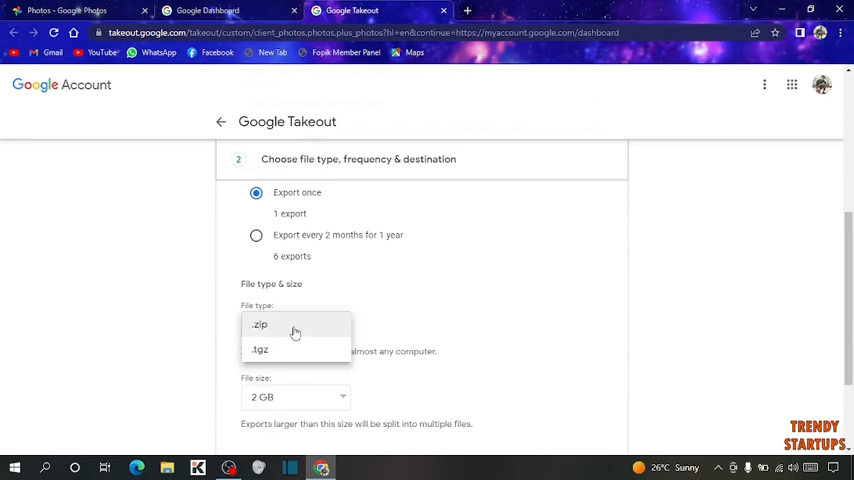 Photos - Google Photos
Google Dashboard
Google Takeout
takeout.google.com/takeout/custom/client_photos,photos,plus_photos?hl=en&continue=https://myaccount.google.com/dashboard
Gmail
YouTube
WhatsApp
Facebook
New Tab
Fopik Member Panel
Maps
Google Account
Google Takeout
2 Choose file type, frequency & destination
Export once
1 export
Export every 2 months for 1 year
6 exports
File type & size
File type:
.zip
.tgz
almost any computer.
File size:
2 GB
Exports larger than this size will be split into multiple files.
TRENDY
STARTUPS
26°C Sunny